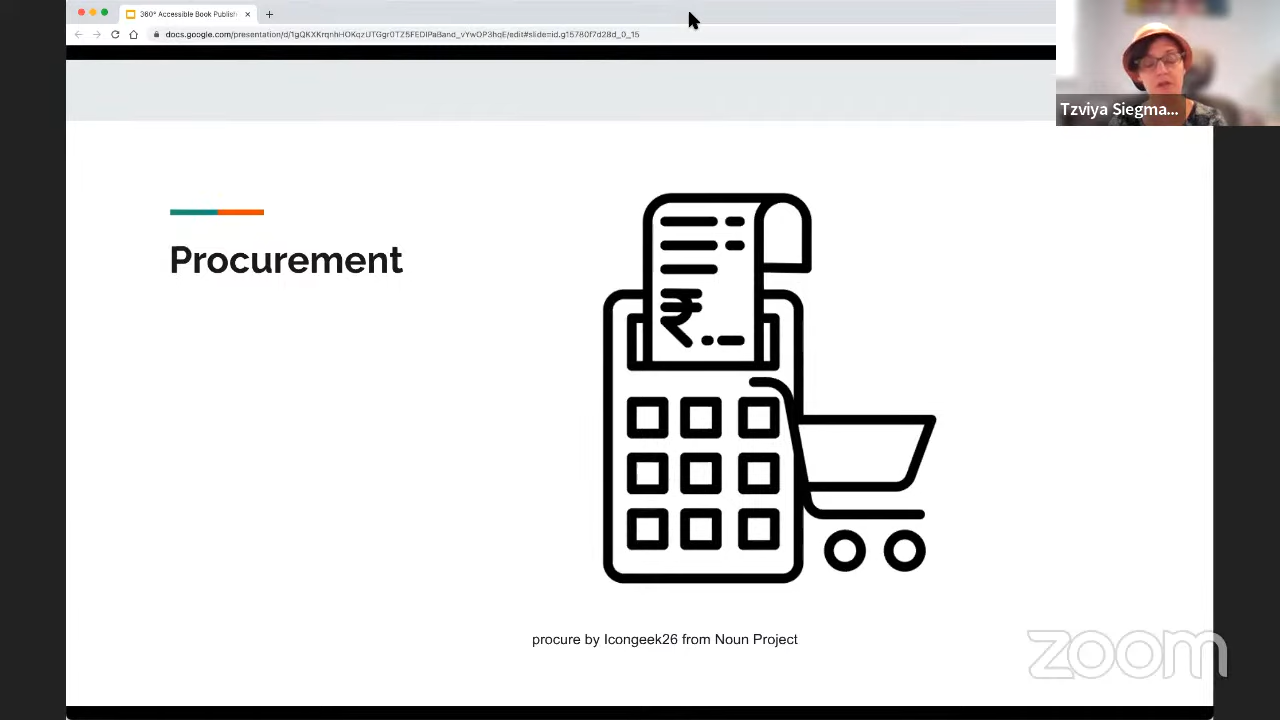 360° Accessible Book Publish
docs.google.com/presentation/d/1gQKXKrqnhHOKqzUTGgr0TZ5FEDIPaBand_vYwOP3hqE/edit#slide=id.g15780f7d28d_0_15
Tzviya Siegma...
Procurement
₹
procure by Icongeek26 from Noun Project
zoom